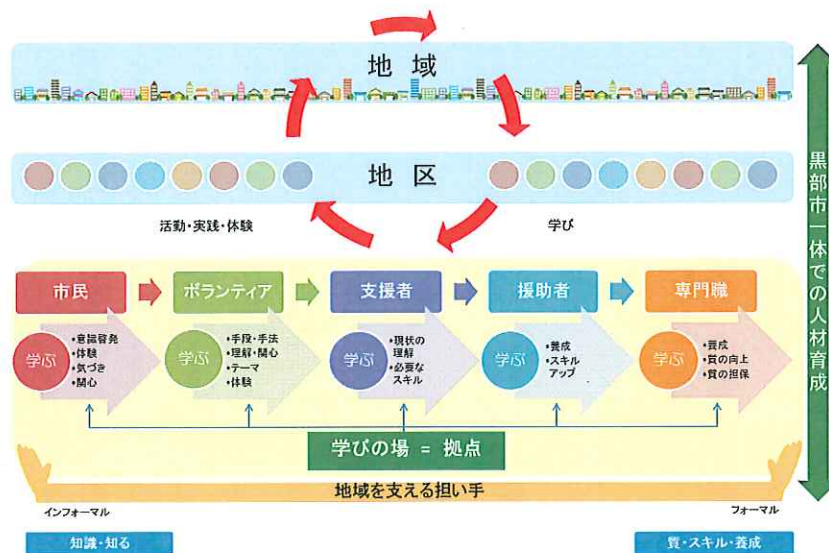 地域
地区
活動・実践・体験
学び
黒部市一体での人材育成
市民
ボランティア
支援者
援助者
専門職
学ぶ
・意識啓発
・体験
・気づき
・関心
学ぶ
・手段・手法
・理解・関心
・テーマ
・体験
学ぶ
・現状の
理解
・必要な
スキル
学ぶ
・養成
・スキル
アップ
学ぶ
・養成
・質の向上
・質の担保
学びの場 = 拠点
地域を支える担い手
インフォーマル
フォーマル
知識・知る
質・スキル・養成